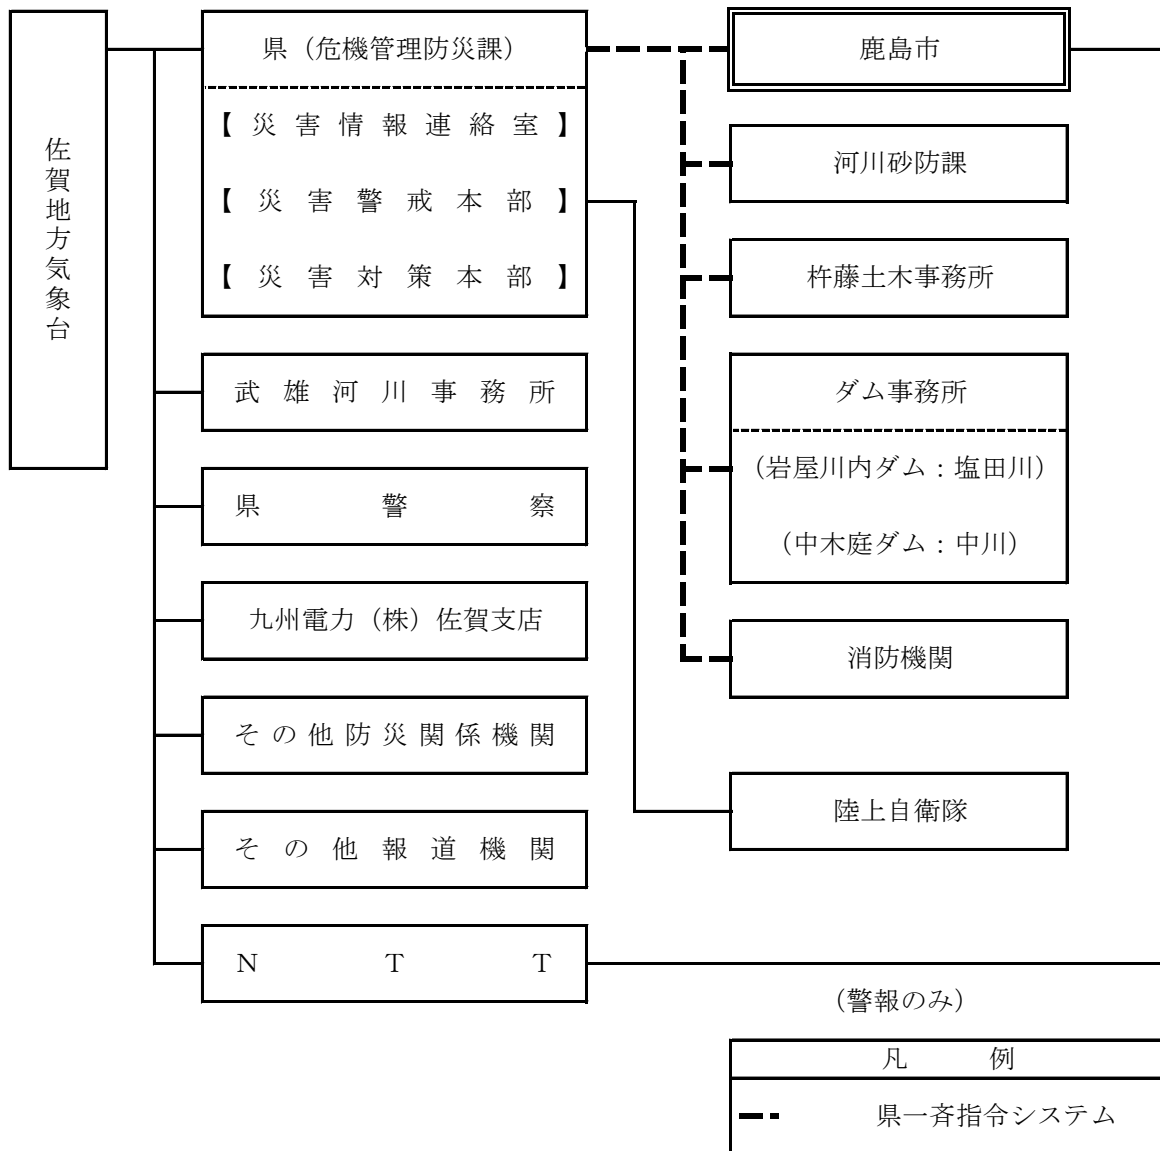 佐賀地方気象台
県（危機管理防災課）
【災害情報連絡室】
【災害警戒本部】
【災害対策本部】
武雄河川事務所
県警察
九州電力（株）佐賀支店
その他防災関係機関
その他報道機関
ＮＴＴ
鹿島市
河川砂防課
杵藤土木事務所
ダム事務所
（岩屋川内ダム：塩田川）
（中木庭ダム：中川）
消防機関
陸上自衛隊
（警報のみ）
凡例
県一斉指令システム